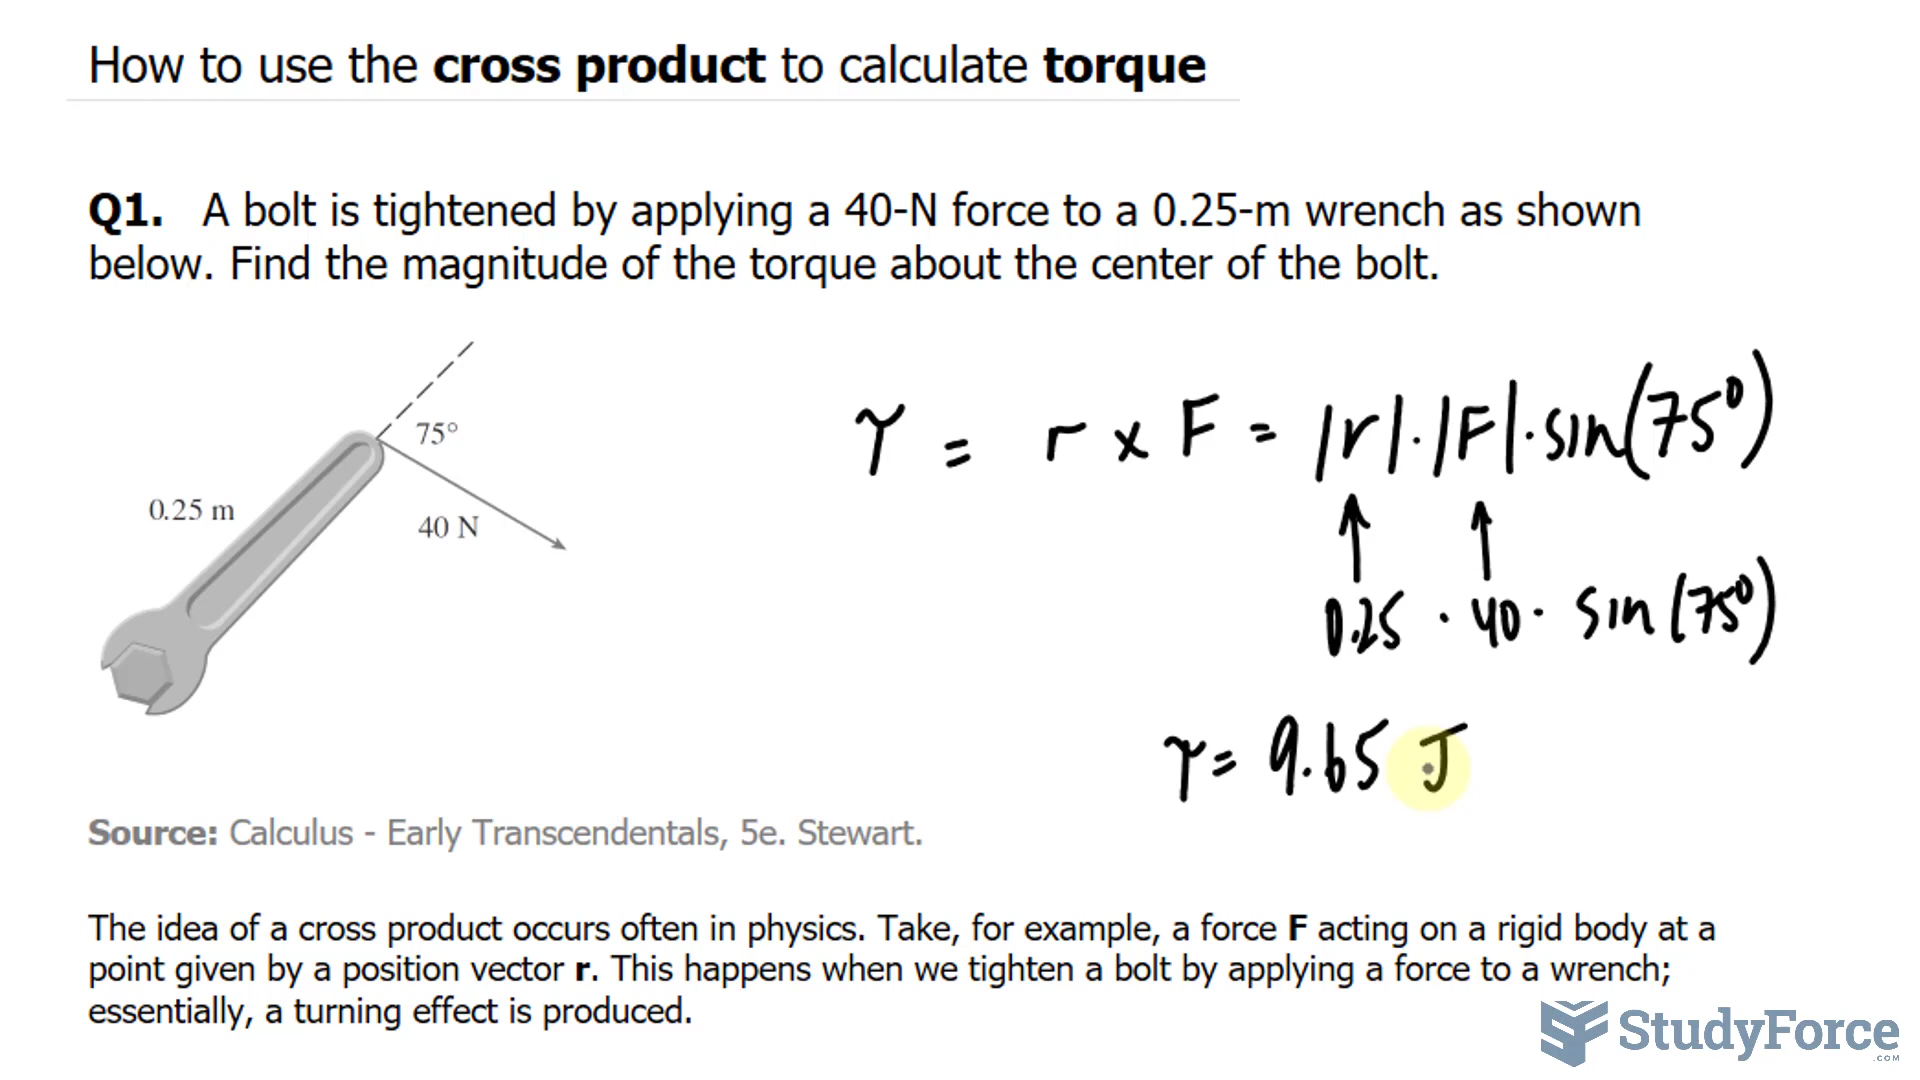 How to use the cross product to calculate torque
Q1. A bolt is tightened by applying a 40-N force to a 0.25-m wrench as shown
below. Find the magnitude of the torque about the center of the bolt.
75°
0.25 m
40 N
τ = r × F = |r|·|F|·sin(75°)
0.25 · 40 · sin(75°)
τ = 9.65 J
Source: Calculus - Early Transcendentals, 5e. Stewart.
The idea of a cross product occurs often in physics. Take, for example, a force F acting on a rigid body at a
point given by a position vector r. This happens when we tighten a bolt by applying a force to a wrench;
essentially, a turning effect is produced.
StudyForce
.COM